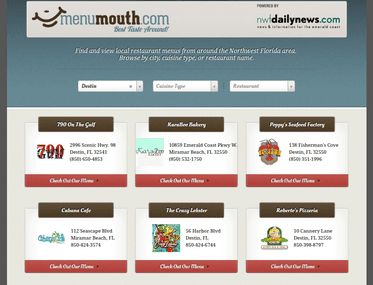 menumouth.com
Best Taste Around!
POWERED BY
nwfdailynews.com
news & information for the emerald coast
Find and view local restaurant menus from around the Northwest Florida area.
Browse by city, cuisine type, or restaurant name.
Destin
Cuisine Type
Restaurant
790 On The Gulf
790
2996 Scenic Hwy. 98
Destin, FL 32541
(850) 650-4853
Check Out Our Menu
KaraBoo Bakery
10859 Emerald Coast Pkwy W.
Miramar Beach, FL 32550
(850) 532-1750
Check Out Our Menu
Peppy's Seafood Factory
138 Fisherman's Cove
Destin, FL 32550
(850) 351-1996
Check Out Our Menu
Cabana Cafe
112 Seascape Blvd
Miramar Beach, FL
850-424-3574
Check Out Our Menu
The Crazy Lobster
56 Harbor Blvd
Destin, FL
850-424-6744
Check Out Our Menu
Roberto's Pizzeria
10 Cannery Lane
Destin, FL 32550
850-398-8797
Check Out Our Menu